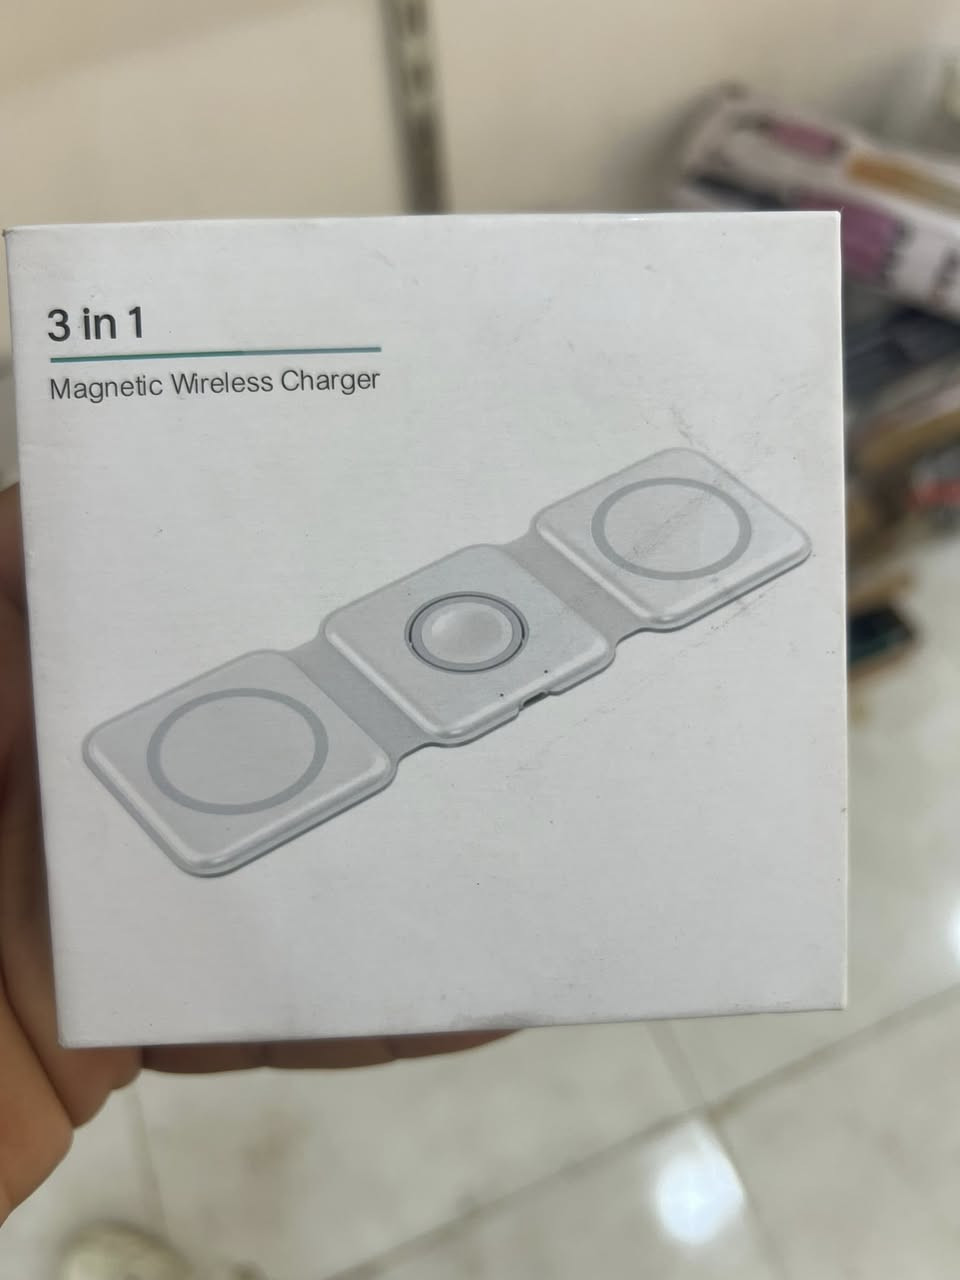 3 in 1
Magnetic Wireless Charger